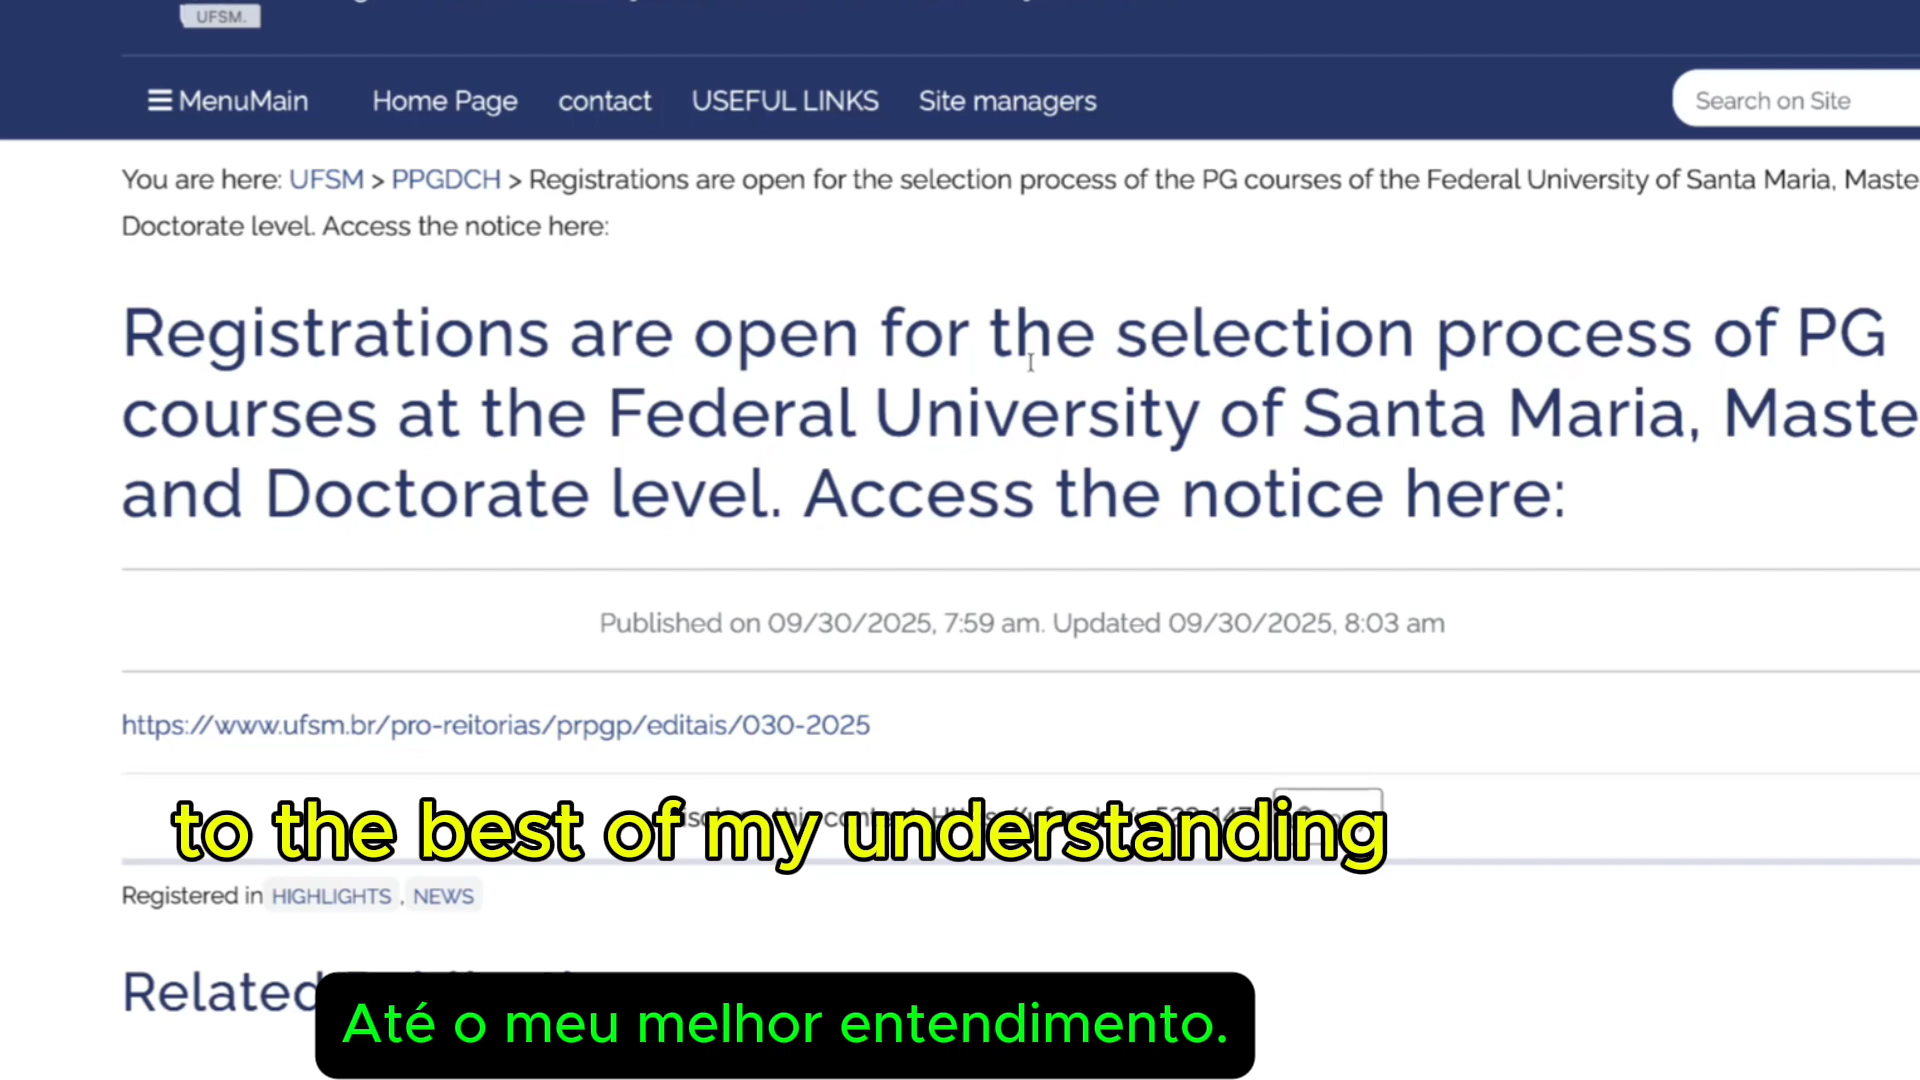 UFSM.
MenuMain Home Page contact USEFUL LINKS Site managers Search on Site
You are here: UFSM > PPGDCH > Registrations are open for the selection process of the PG courses of the Federal University of Santa Maria, Maste
Doctorate level. Access the notice here:
Registrations are open for the selection process of PG
courses at the Federal University of Santa Maria, Maste
and Doctorate level. Access the notice here:
Published on 09/30/2025, 7:59 am. Updated 09/30/2025, 8:03 am
https://www.ufsm.br/pro-reitorias/prpgp/editais/030-2025
to the best of my understanding
Registered in HIGHLIGHTS , NEWS
Related
Até o meu melhor entendimento.